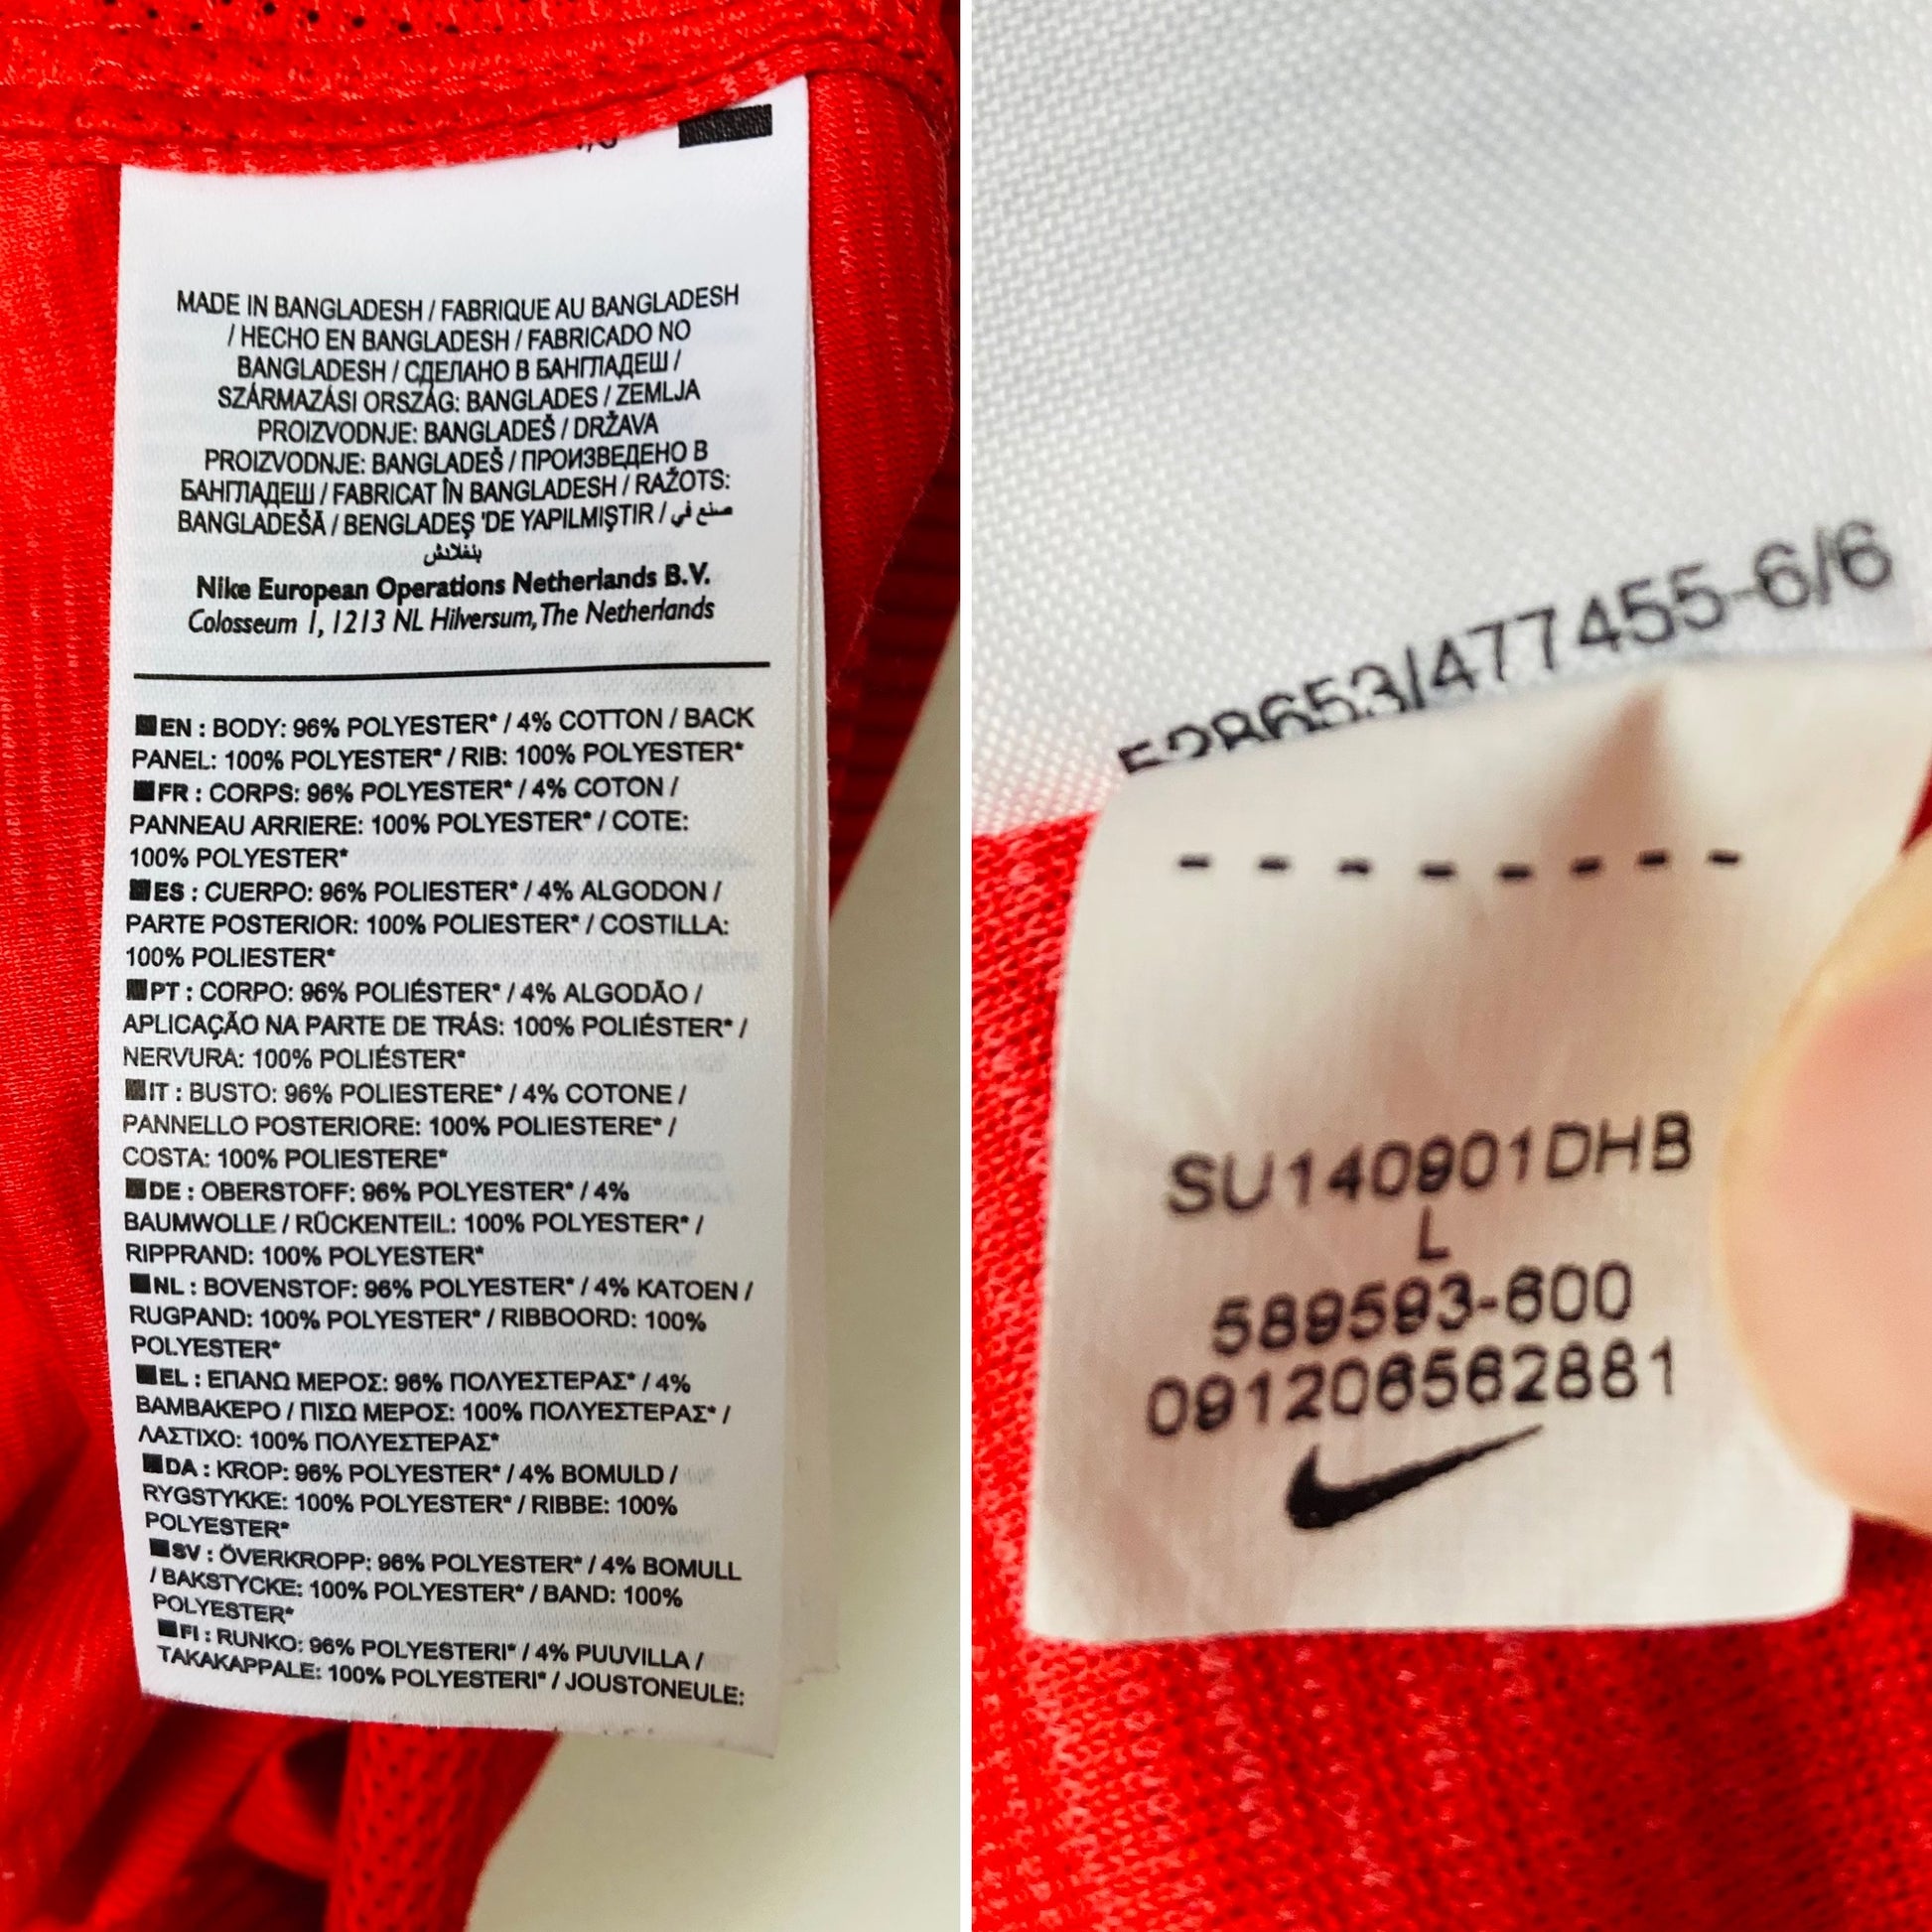 MADE IN BANGLADESH / FABRIQUE AU BANGLADESH
/ HECHO EN BANGLADESH / FABRICADO NO
BANGLADESH / СДЕЛАНО В БАНГЛАДЕШ /
SZÁRMAZÁSI ORSZÁG: BANGLADES / ZEMLJA
PROIZVODNJE: BANGLADEŠ / DRŽAVA
PROIZVODNJE: BANGLADEŠ / ПРОИЗВЕДЕНО В
БАНГЛАДЕШ / FABRICAT ÎN BANGLADESH / RAŽOTS:
BANGLADEŠĀ / BENGLADEŞ 'DE YAPILMIŞTIR / صنع في
بنغلادش
Nike European Operations Netherlands B.V.
Colosseum 1, 1213 NL Hilversum, The Netherlands
EN : BODY: 96% POLYESTER* / 4% COTTON / BACK
PANEL: 100% POLYESTER* / RIB: 100% POLYESTER*
FR : CORPS: 96% POLYESTER* / 4% COTON /
PANNEAU ARRIERE: 100% POLYESTER* / COTE:
100% POLYESTER*
ES : CUERPO: 96% POLIESTER* / 4% ALGODON /
PARTE POSTERIOR: 100% POLIESTER* / COSTILLA:
100% POLIESTER*
PT : CORPO: 96% POLIÉSTER* / 4% ALGODÃO /
APLICAÇÃO NA PARTE DE TRÁS: 100% POLIÉSTER* /
NERVURA: 100% POLIÉSTER*
IT : BUSTO: 96% POLIESTERE* / 4% COTONE /
PANNELLO POSTERIORE: 100% POLIESTERE* /
COSTA: 100% POLIESTERE*
DE : OBERSTOFF: 96% POLYESTER* / 4%
BAUMWOLLE / RÜCKENTEIL: 100% POLYESTER* /
RIPPRAND: 100% POLYESTER*
NL : BOVENSTOF: 96% POLYESTER* / 4% KATOEN /
RUGPAND: 100% POLYESTER* / RIBBOORD: 100%
POLYESTER*
EL : ΕΠΑΝΩ ΜΕΡΟΣ: 96% ΠΟΛΥΕΣΤΕΡΑΣ* / 4%
ΒΑΜΒΑΚΕΡΟ / ΠΙΣΩ ΜΕΡΟΣ: 100% ΠΟΛΥΕΣΤΕΡΑΣ* /
ΛΑΣΤΙΧΟ: 100% ΠΟΛΥΕΣΤΕΡΑΣ*
DA : KROP: 96% POLYESTER* / 4% BOMULD /
RYGSTYKKE: 100% POLYESTER* / RIBBE: 100%
POLYESTER*
SV : ÖVERKROPP: 96% POLYESTER* / 4% BOMULL
/ BAKSTYCKE: 100% POLYESTER* / BAND: 100%
POLYESTER*
FI : RUNKO: 96% POLYESTERI* / 4% PUUVILLA /
TAKAKAPPALE: 100% POLYESTERI* / JOUSTONEULE:
528653/477455-6/6
SU140901DHB
L
589593-600
091206562881